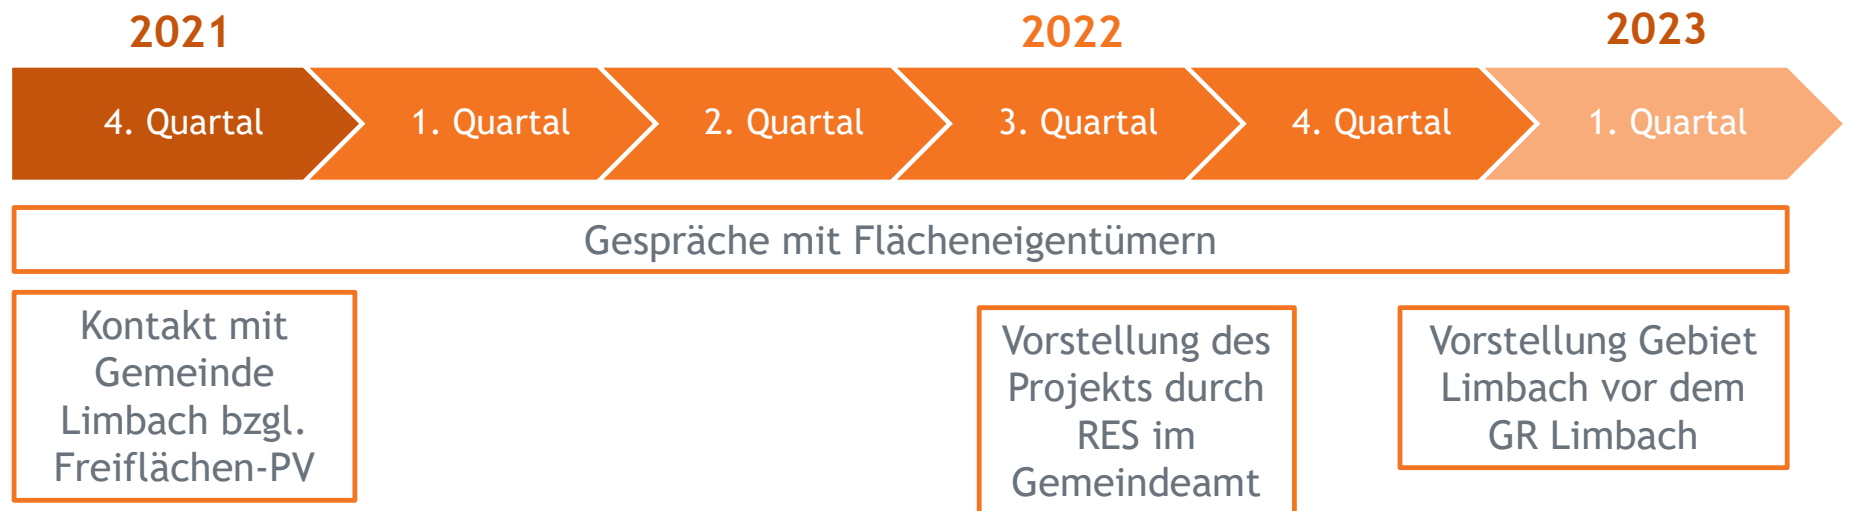 2021
2022
2023
4. Quartal
1. Quartal
2. Quartal
3. Quartal
4. Quartal
1. Quartal
Gespräche mit Flächeneigentümern
Kontakt mit
Gemeinde
Limbach bzgl.
Freiflächen-PV
Vorstellung des
Projekts durch
RES im
Gemeindeamt
Vorstellung Gebiet
Limbach vor dem
GR Limbach